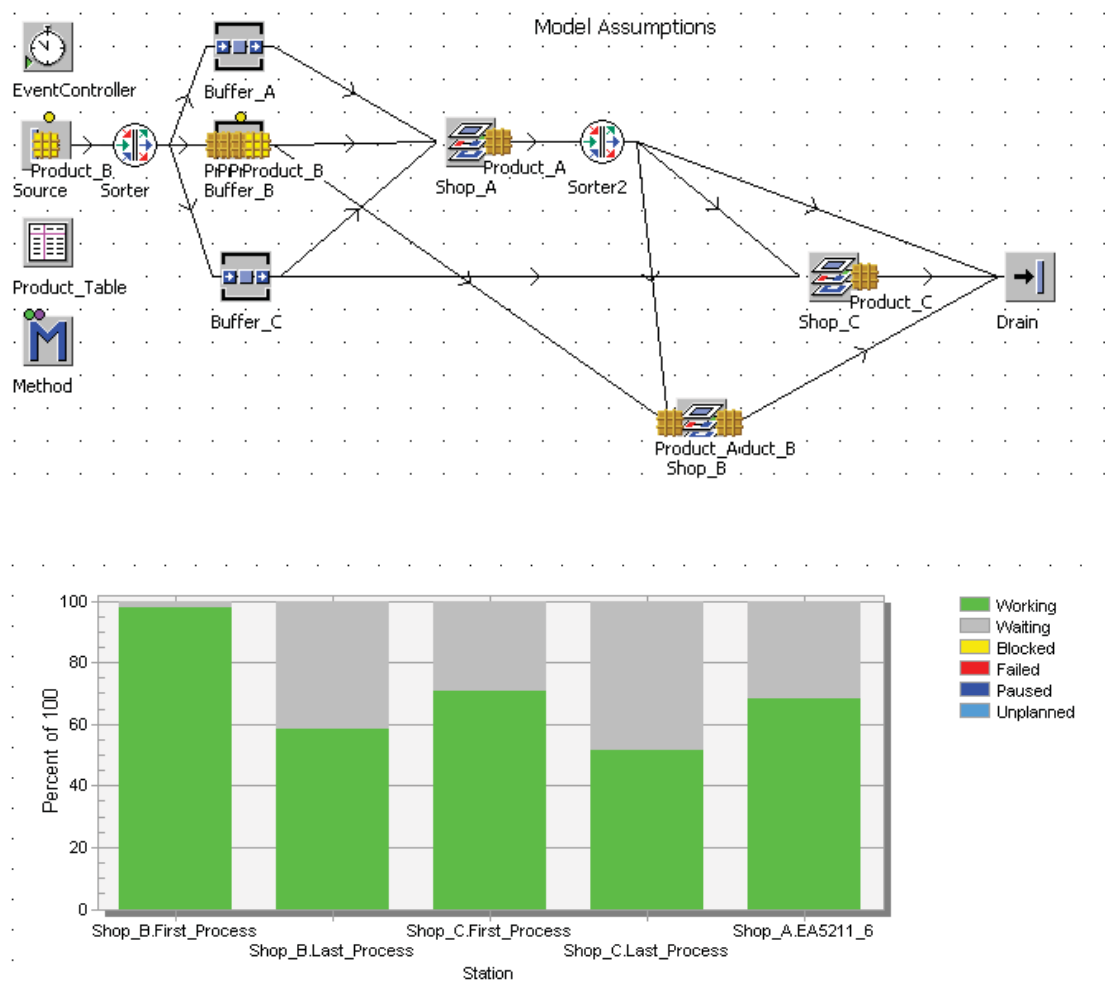 Model Assumptions
EventController
Buffer_A
Product_B
Source
Sorter
Product_B
Buffer_B
Product_A
Shop_A
Sorter2
Product_Table
Buffer_C
Product_C
Shop_C
Drain
M
Method
Product_A duct_B
Shop_B
100
80
60
40
20
0
Percent of 100
Working
Waiting
Blocked
Failed
Paused
Unplanned
Shop_B.First_Process
Shop_B.Last_Process
Shop_C.First_Process
Shop_C.Last_Process
Shop_A.EA5211_6
Station